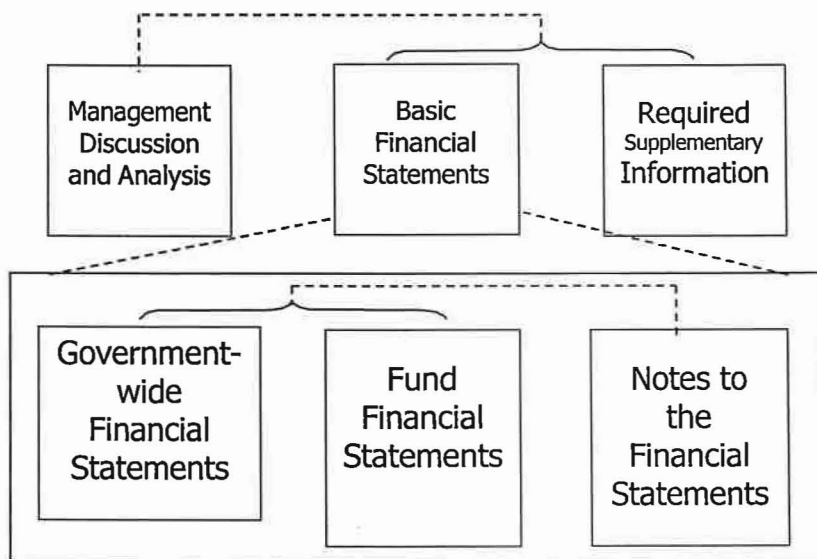 Management
Discussion
and Analysis
Basic
Financial
Statements
Required
Supplementary
Information
Government-
wide
Financial
Statements
Fund
Financial
Statements
Notes to
the
Financial
Statements